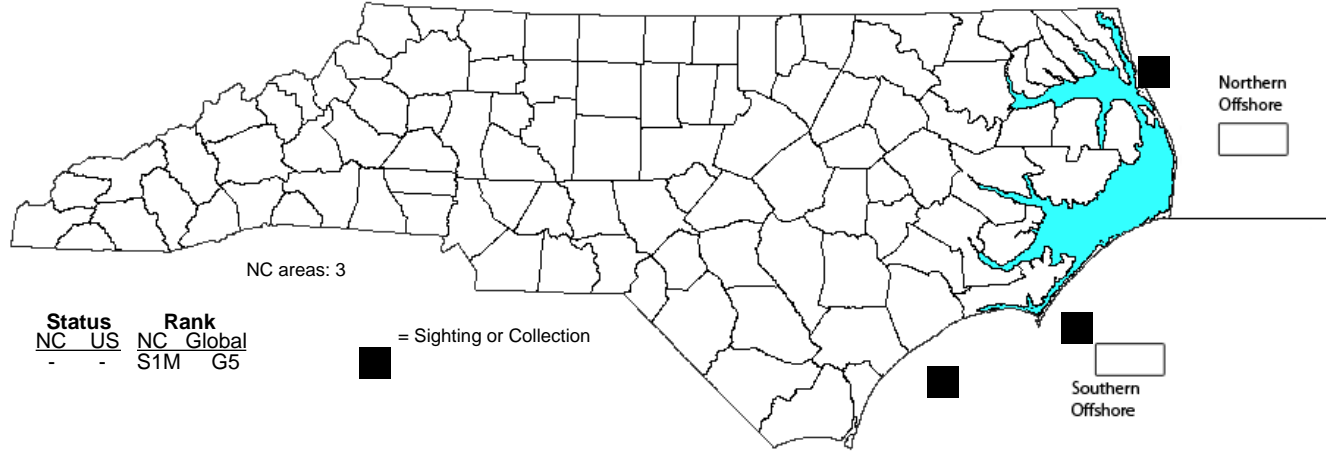 Northern
Offshore
NC areas: 3
Status Rank
NC US NC Global
- - S1M G5
= Sighting or Collection
Southern
Offshore